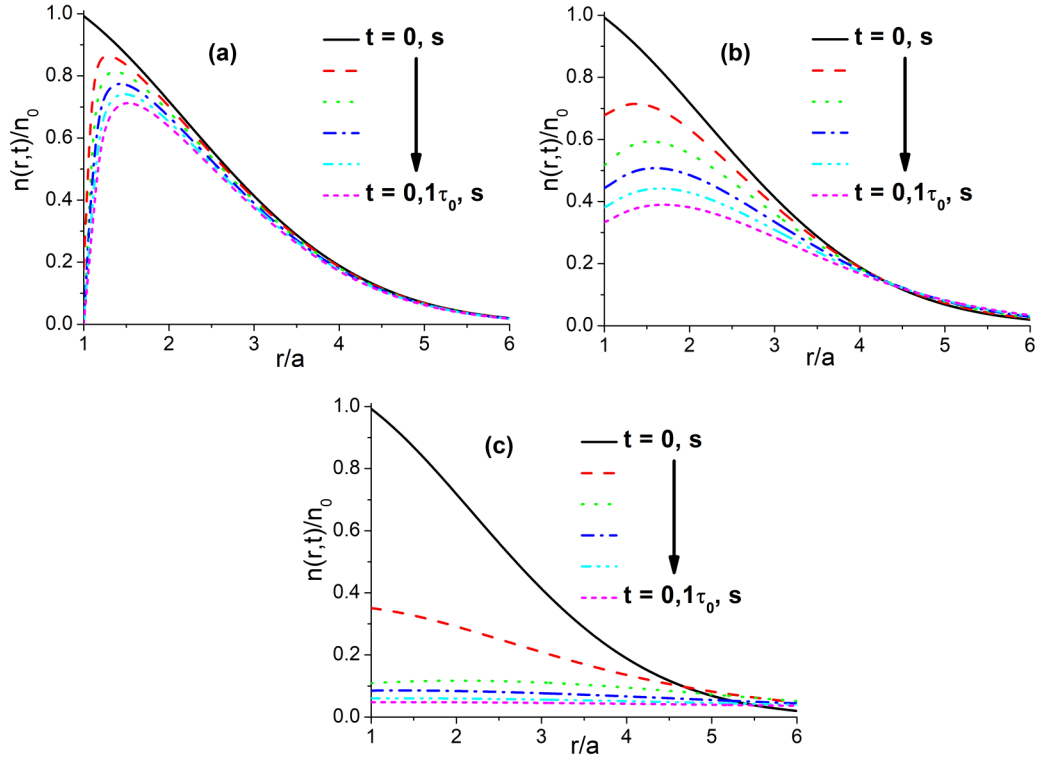 1.0
0.8
0.6
0.4
0.2
0.0
n(r,t)/n₀
(a)
t = 0, s
t = 0,1τ₀, s
1 2 3 4 5 6
r/a
1.0
0.8
0.6
0.4
0.2
0.0
n(r,t)/n₀
(b)
t = 0, s
t = 0,1τ₀, s
1 2 3 4 5 6
r/a
1.0
0.8
0.6
0.4
0.2
0.0
n(r,t)/n₀
(c)
t = 0, s
t = 0,1τ₀, s
1 2 3 4 5 6
r/a